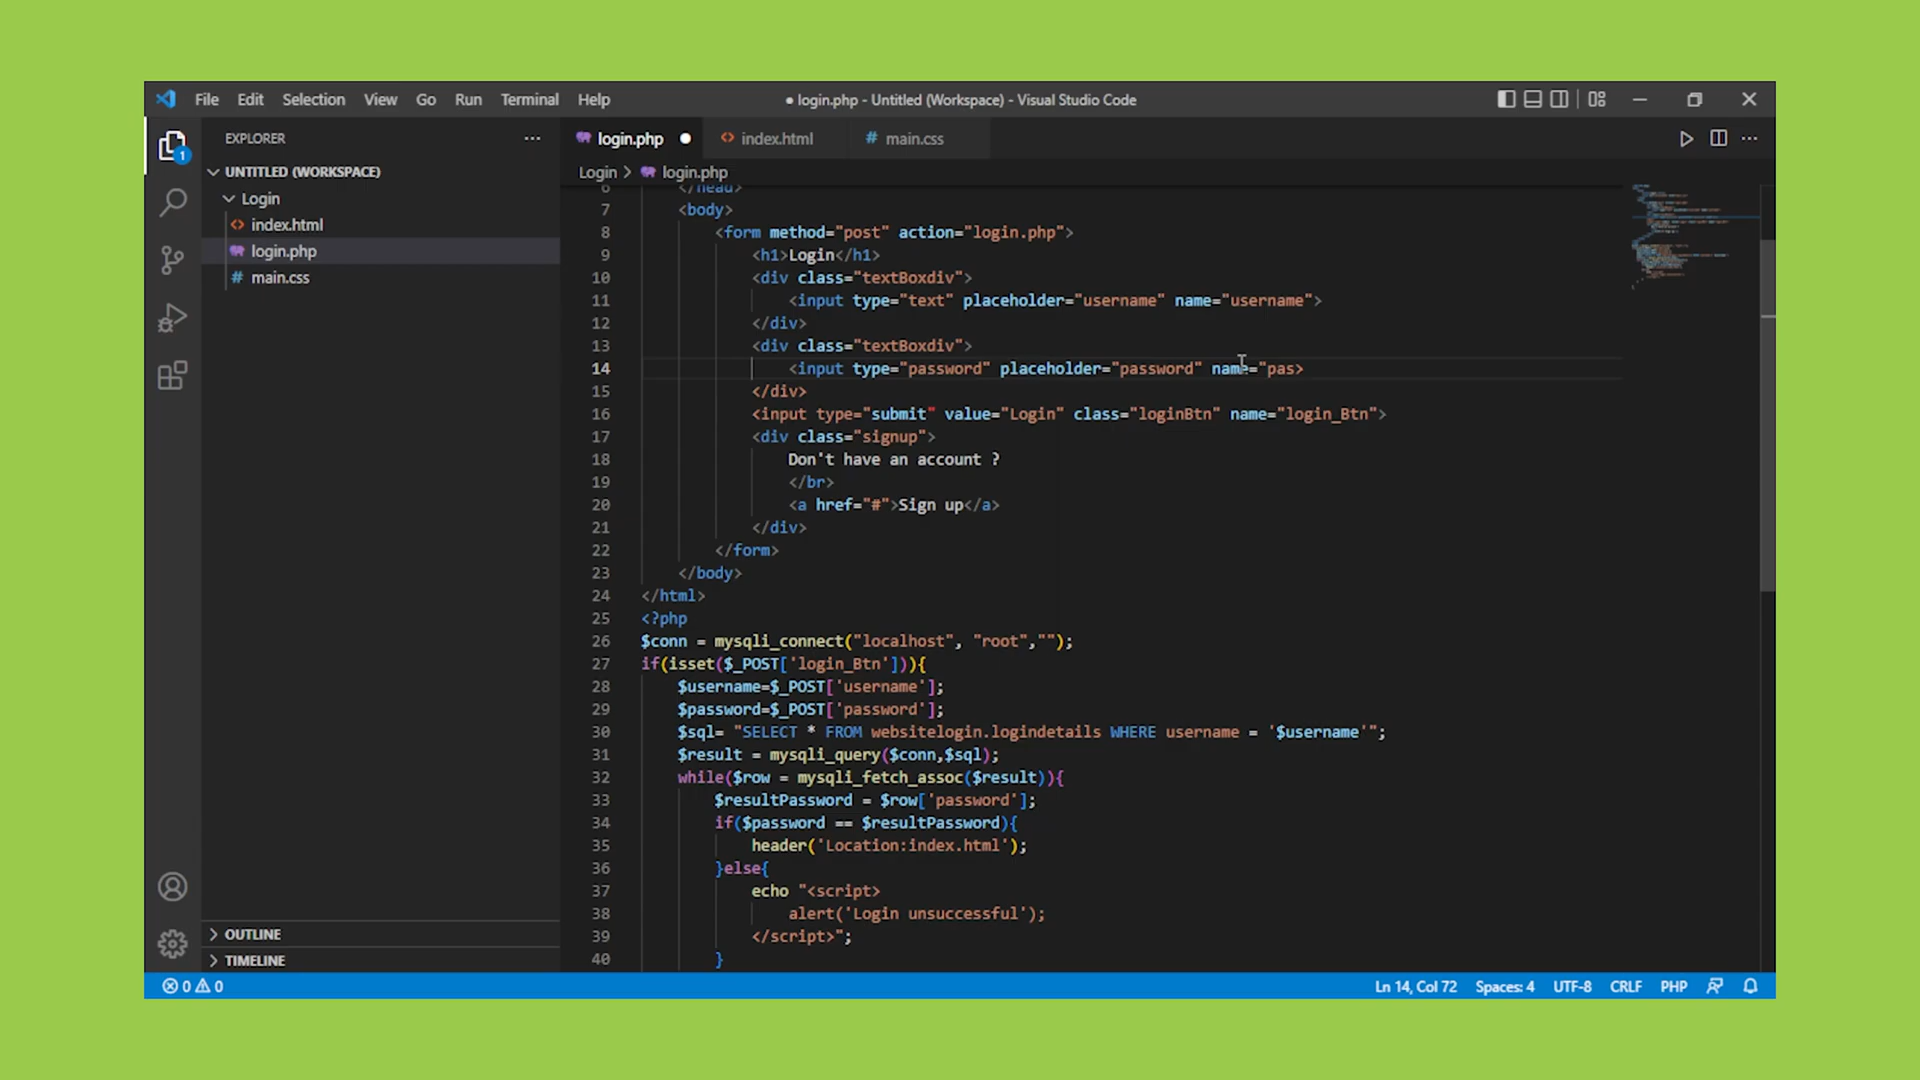 File Edit Selection View Go Run Terminal Help
● login.php - Untitled (Workspace) - Visual Studio Code
1
EXPLORER
UNTITLED (WORKSPACE)
Login
index.html
login.php
main.css
OUTLINE
TIMELINE
login.php
index.html
main.css
Login > login.php
6 </head>
7 <body>
8 <form method="post" action="login.php">
9 <h1>Login</h1>
10 <div class="textBoxdiv">
11 <input type="text" placeholder="username" name="username">
12 </div>
13 <div class="textBoxdiv">
14 <input type="password" placeholder="password" name="pas>
15 </div>
16 <input type="submit" value="Login" class="loginBtn" name="login_Btn">
17 <div class="signup">
18 Don't have an account ?
19 </br>
20 <a href="#">Sign up</a>
21 </div>
22 </form>
23 </body>
24 </html>
25 <?php
26 $conn = mysqli_connect("localhost", "root","");
27 if(isset($_POST['login_Btn'])){
28 $username=$_POST['username'];
29 $password=$_POST['password'];
30 $sql= "SELECT * FROM websitelogin.logindetails WHERE username = '$username'";
31 $result = mysqli_query($conn,$sql);
32 while($row = mysqli_fetch_assoc($result)){
33 $resultPassword = $row['password'];
34 if($password == $resultPassword){
35 header('Location:index.html');
36 }else{
37 echo "<script>
38 alert('Login unsuccessful');
39 </script>";
40 }
0 0
Ln 14, Col 72 Spaces: 4 UTF-8 CRLF PHP